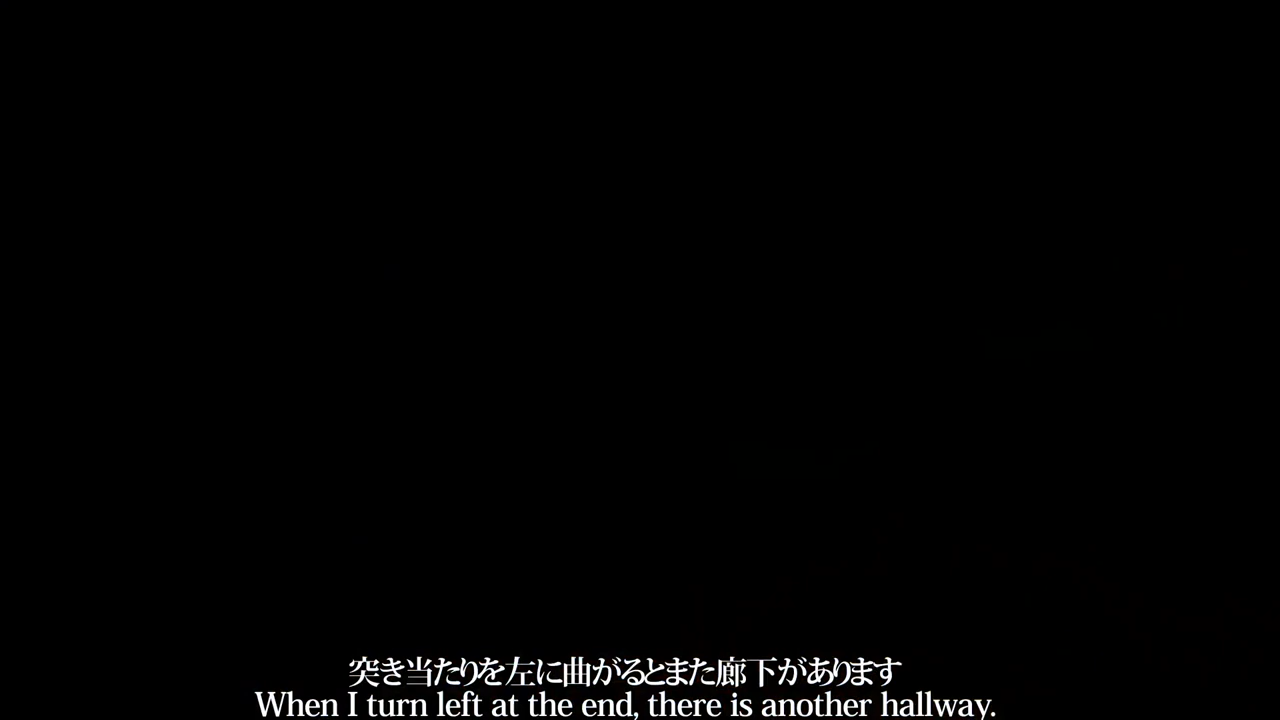 突き当たりを左に曲がるとまた廊下があります
When I turn left at the end, there is another hallway.